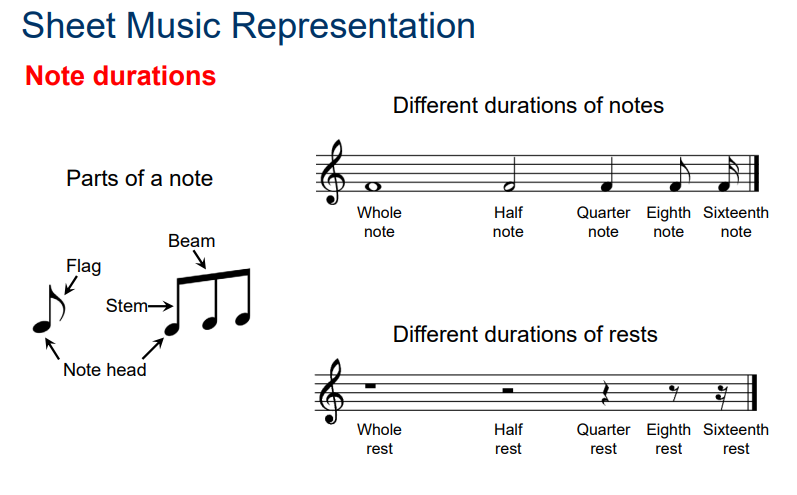 Sheet Music Representation
Note durations
Different durations of notes
Parts of a note
Whole note
Half note
Quarter note
Eighth note
Sixteenth note
Beam
Flag
Stem
Note head
Different durations of rests
Whole rest
Half rest
Quarter rest
Eighth rest
Sixteenth rest